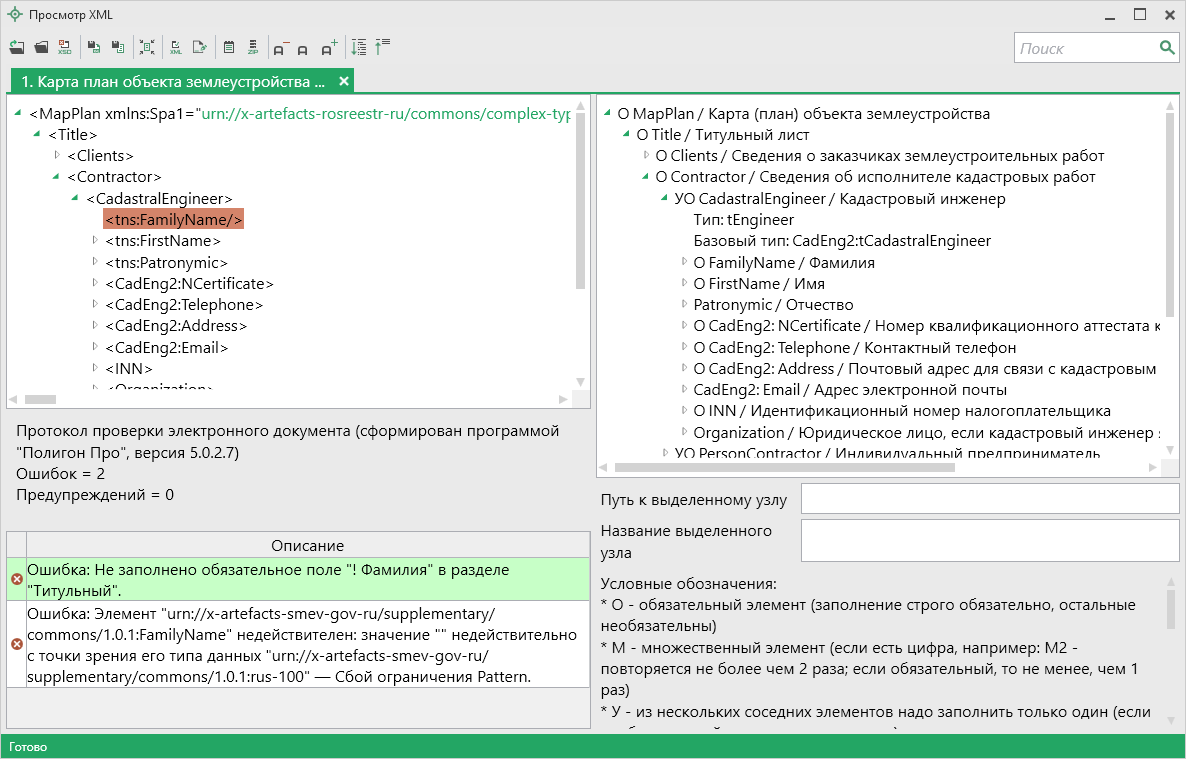 Просмотр XML
Поиск
1. Карта план объекта землеустройства ...
<MapPlan xmlns:Spa1="urn://x-artefacts-rosreestr-ru/commons/complex-typ
<Title>
<Clients>
<Contractor>
<CadastralEngineer>
<tns:FamilyName/>
<tns:FirstName>
<tns:Patronymic>
<CadEng2:NCertificate>
<CadEng2:Telephone>
<CadEng2:Address>
<CadEng2:Email>
<INN>
<Organization>
Протокол проверки электронного документа (сформирован программой
"Полигон Про", версия 5.0.2.7)
Ошибок = 2
Предупреждений = 0
Описание
Ошибка: Не заполнено обязательное поле "! Фамилия" в разделе
"Титульный".
Ошибка: Элемент "urn://x-artefacts-smev-gov-ru/supplementary/
commons/1.0.1:FamilyName" недействителен: значение "" недействительно
с точки зрения его типа данных "urn://x-artefacts-smev-gov-ru/
supplementary/commons/1.0.1:rus-100" — Сбой ограничения Pattern.
О MapPlan / Карта (план) объекта землеустройства
О Title / Титульный лист
О Clients / Сведения о заказчиках землеустроительных работ
О Contractor / Сведения об исполнителе кадастровых работ
УО CadastralEngineer / Кадастровый инженер
Тип: tEngineer
Базовый тип: CadEng2:tCadastralEngineer
О FamilyName / Фамилия
О FirstName / Имя
Patronymic / Отчество
О CadEng2: NCertificate / Номер квалификационного аттестата к
О CadEng2: Telephone / Контактный телефон
О CadEng2: Address / Почтовый адрес для связи с кадастровым
CadEng2: Email / Адрес электронной почты
О INN / Идентификационный номер налогоплательщика
Organization / Юридическое лицо, если кадастровый инженер
УО PersonContractor / Индивидуальный предприниматель
Путь к выделенному узлу
Название выделенного
узла
Условные обозначения:
* О - обязательный элемент (заполнение строго обязательно, остальные
необязательны)
* М - множественный элемент (если есть цифра, например: М2 -
повторяется не более чем 2 раза; если обязательный, то не менее, чем 1
раз)
* У - из нескольких соседних элементов надо заполнить только один (если
Готово